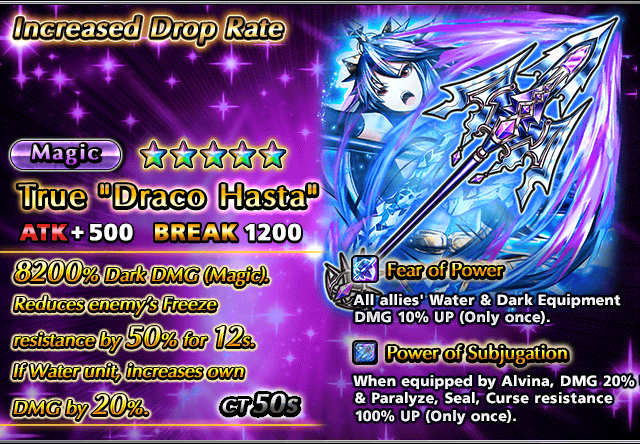 Increased Drop Rate
Magic
True "Draco Hasta"
ATK+500 BREAK 1200
8200% Dark DMG (Magic).
Reduces enemy's Freeze
resistance by 50% for 12s.
If Water unit, increases own
DMG by 20%.
CT 50s
Fear of Power
All allies' Water & Dark Equipment
DMG 10% UP (Only once).
Power of Subjugation
When equipped by Alvina, DMG 20%
& Paralyze, Seal, Curse resistance
100% UP (Only once).